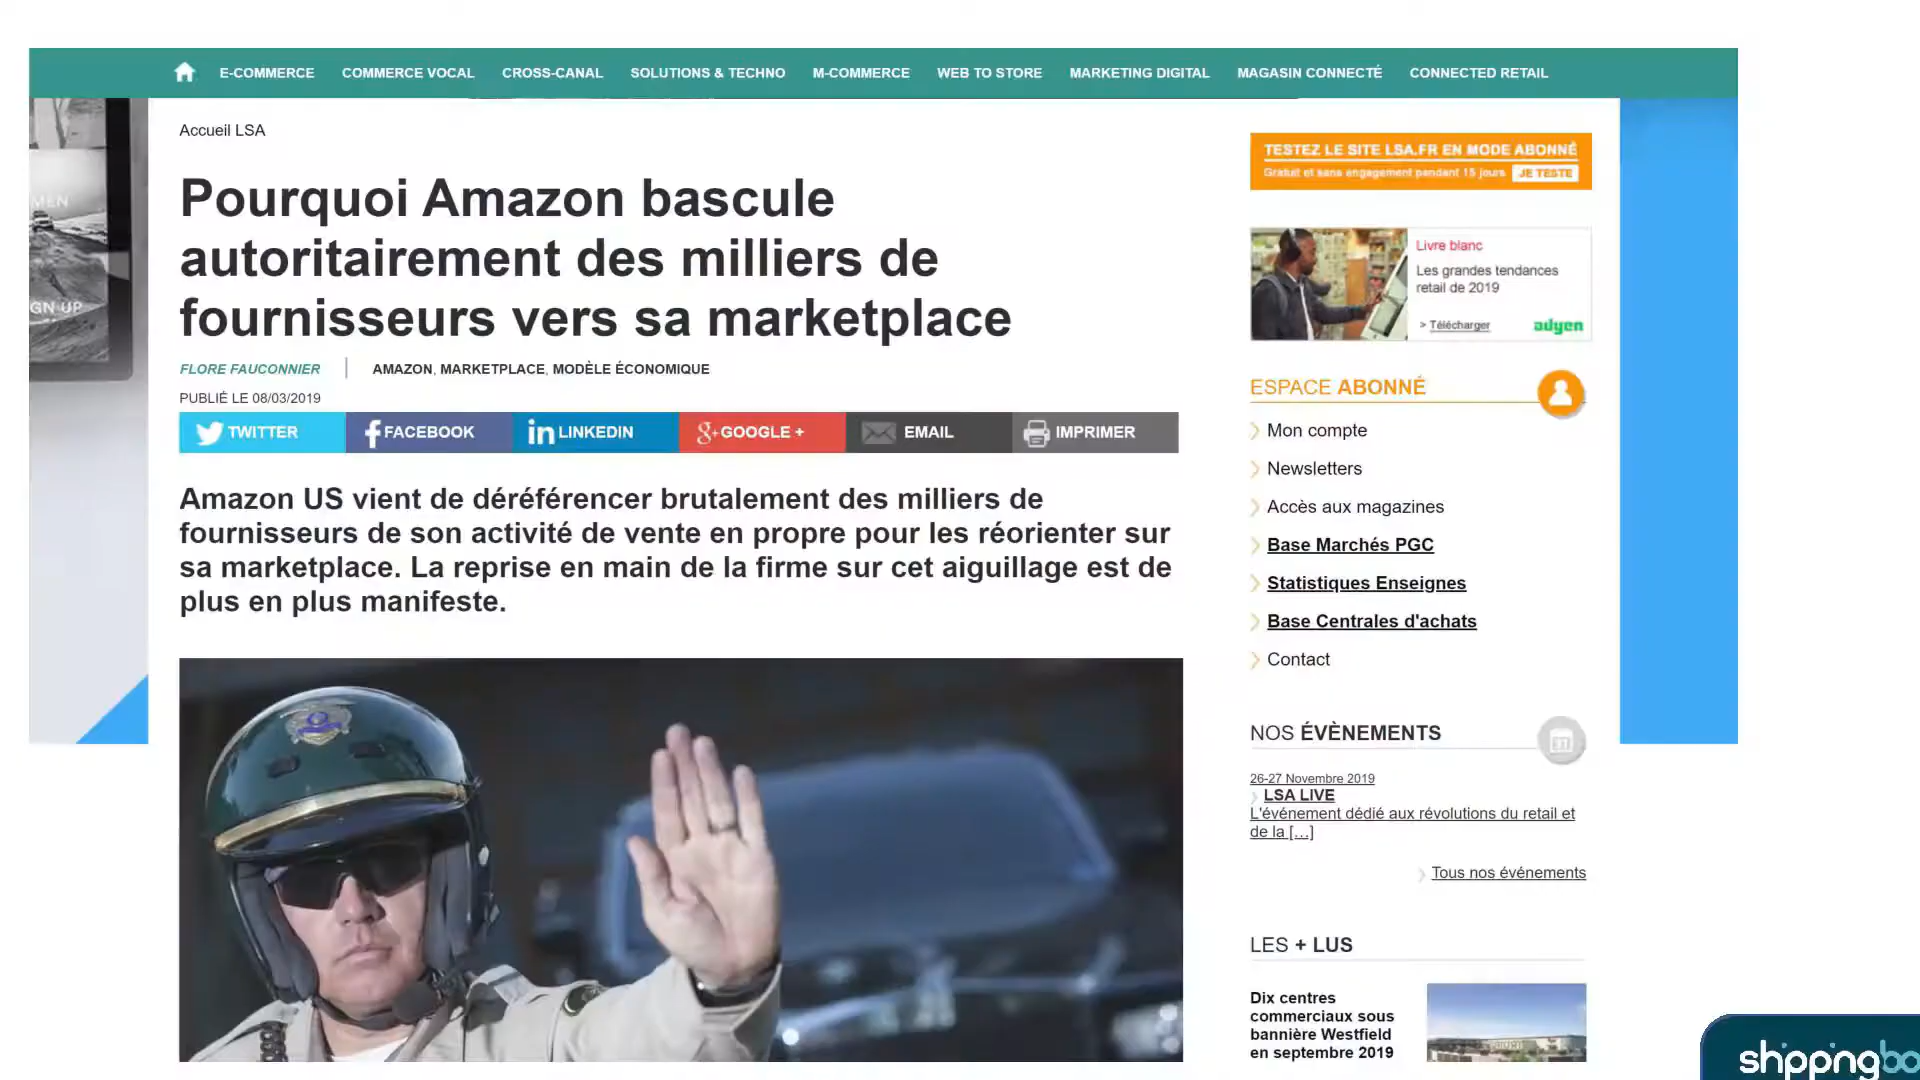 E-COMMERCE COMMERCE VOCAL CROSS-CANAL SOLUTIONS & TECHNO M-COMMERCE WEB TO STORE MARKETING DIGITAL MAGASIN CONNECTÉ CONNECTED RETAIL
MEN
GN UP
Accueil LSA
Pourquoi Amazon bascule
autoritairement des milliers de
fournisseurs vers sa marketplace
FLORE FAUCONNIER | AMAZON, MARKETPLACE, MODÈLE ÉCONOMIQUE
PUBLIÉ LE 08/03/2019
TWITTER FACEBOOK LINKEDIN GOOGLE + EMAIL IMPRIMER
Amazon US vient de déréférencer brutalement des milliers de
fournisseurs de son activité de vente en propre pour les réorienter sur
sa marketplace. La reprise en main de la firme sur cet aiguillage est de
plus en plus manifeste.
TESTEZ LE SITE LSA.FR EN MODE ABONNÉ
Gratuit et sans engagement pendant 15 jours JE TESTE
Livre blanc
Les grandes tendances
retail de 2019
> Télécharger adyen
ESPACE ABONNÉ
Mon compte
Newsletters
Accès aux magazines
Base Marchés PGC
Statistiques Enseignes
Base Centrales d'achats
Contact
NOS ÉVÈNEMENTS
26-27 Novembre 2019
LSA LIVE
L'événement dédié aux révolutions du retail et
de la [...]
Tous nos événements
LES + LUS
Dix centres
commerciaux sous
bannière Westfield
en septembre 2019
shippingbo